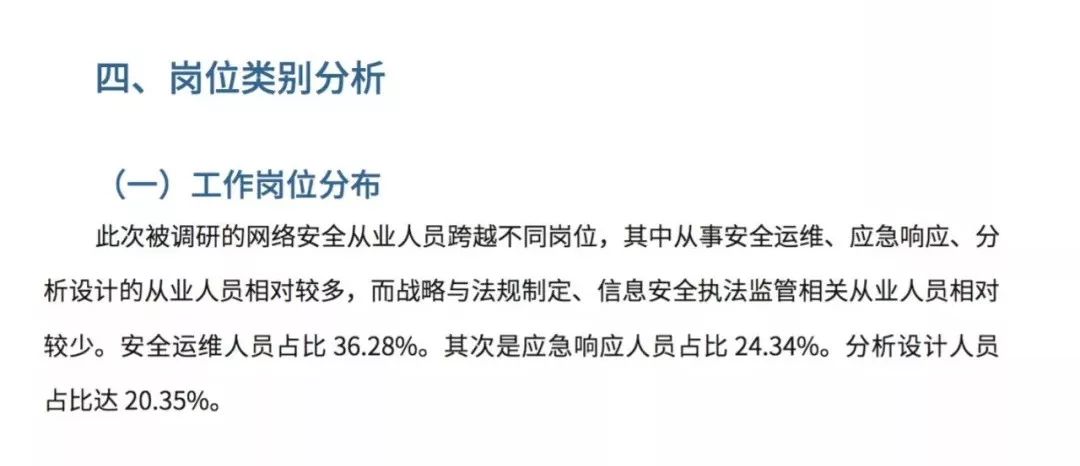 四、岗位类别分析
（一）工作岗位分布
此次被调研的网络安全从业人员跨越不同岗位，其中从事安全运维、应急响应、分
析设计的从业人员相对较多，而战略与法规制定、信息安全执法监管相关从业人员相对
较少。安全运维人员占比 36.28%。其次是应急响应人员占比 24.34%。分析设计人员
占比达 20.35%。